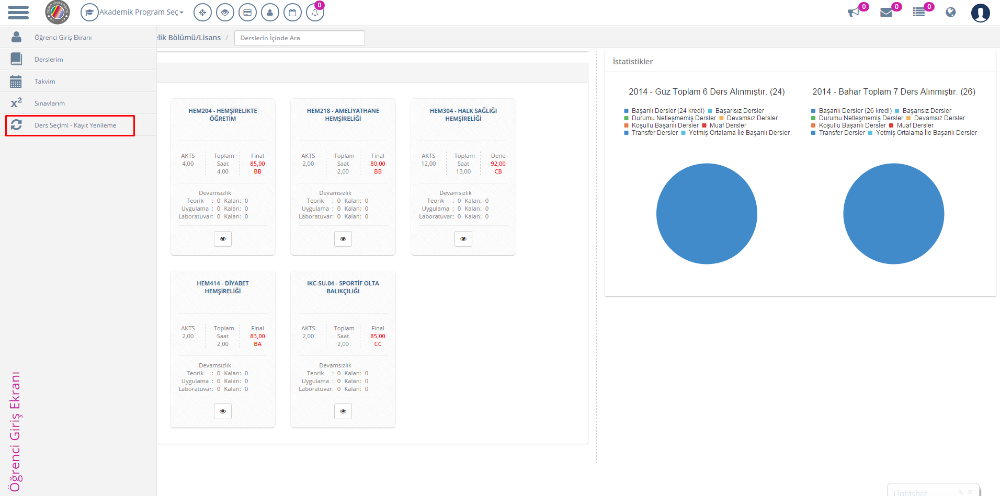 DEMO ÜNİVERSİTE
Akademik Program Seç
0
0
0
0
Öğrenci Giriş Ekranı
Derslerim
Takvim
Sınavlarım
Ders Seçimi - Kayıt Yenileme
Öğrenci Giriş Ekranı
elik Bölümü/Lisans /
Derslerin İçinde Ara
HEM204 - HEMŞİRELİKTE
ÖĞRETİM
AKTS
4,00
Toplam
Saat
4,00
Final
85,00
BB
Devamsızlık
Teorik : 0 Kalan: 0
Uygulama : 0 Kalan: 0
Laboratuvar: 0 Kalan: 0
HEM218 - AMELİYATHANE
HEMŞİRELİĞİ
AKTS
2,00
Toplam
Saat
2,00
Final
80,00
BB
Devamsızlık
Teorik : 0 Kalan: 0
Uygulama : 0 Kalan: 0
Laboratuvar: 0 Kalan: 0
HEM304 - HALK SAĞLIĞI
HEMŞİRELİĞİ
AKTS
12,00
Toplam
Saat
13,00
Dene
92,00
CB
Devamsızlık
Teorik : 0 Kalan: 0
Uygulama : 0 Kalan: 0
Laboratuvar: 0 Kalan: 0
HEM414 - DİYABET
HEMŞİRELİĞİ
AKTS
2,00
Toplam
Saat
2,00
Final
83,00
BA
Devamsızlık
Teorik : 0 Kalan: 0
Uygulama : 0 Kalan: 0
Laboratuvar: 0 Kalan: 0
IKC-SU.04 - SPORTİF OLTA
BALIKÇILIĞI
AKTS
2,00
Toplam
Saat
2,00
Final
85,00
CC
Devamsızlık
Teorik : 0 Kalan: 0
Uygulama : 0 Kalan: 0
Laboratuvar: 0 Kalan: 0
İstatistikler
2014 - Güz Toplam 6 Ders Alınmıştır. (24)
Başarılı Dersler (24 kredi) Başarısız Dersler
Durumu Netleşmemiş Dersler Devamsız Dersler
Koşullu Başarılı Dersler Muaf Dersler
Transfer Dersler Yetmiş Ortalama İle Başarılı Dersler
2014 - Bahar Toplam 7 Ders Alınmıştır. (26)
Başarılı Dersler (26 kredi) Başarısız Dersler
Durumu Netleşmemiş Dersler Devamsız Dersler
Koşullu Başarılı Dersler Muaf Dersler
Transfer Dersler Yetmiş Ortalama İle Başarılı Dersler
Lightshot